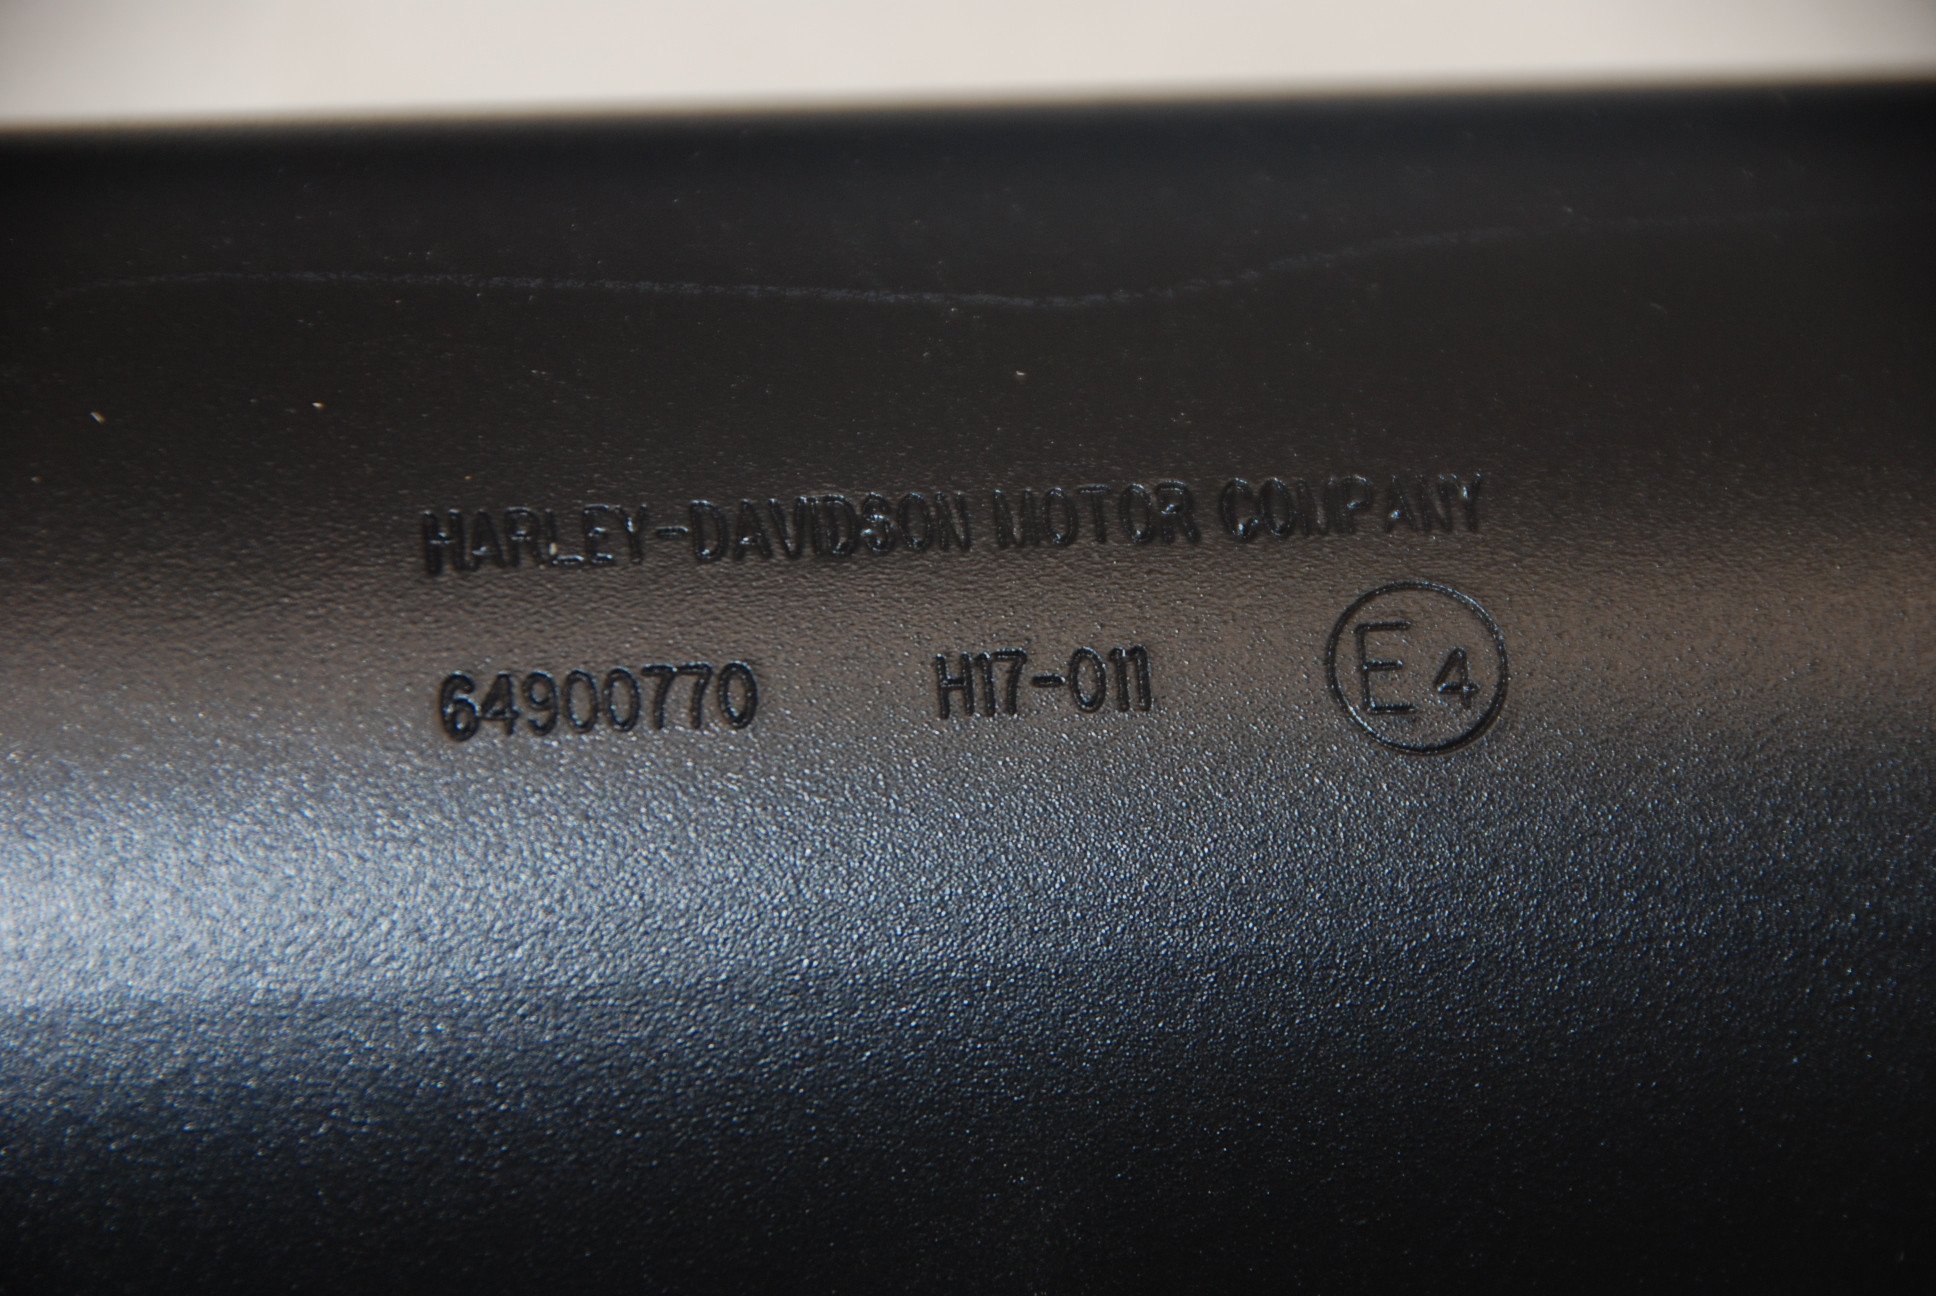 HARLEY-DAVIDSON MOTOR COMPANY
64900770 H17-011 E4